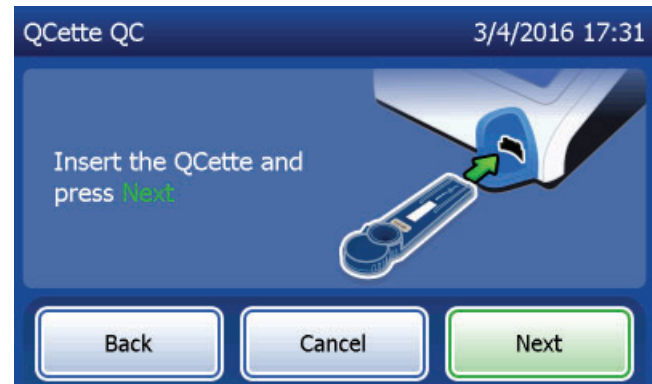 QCette QC 3/4/2016 17:31
Insert the QCette and
press Next
Back Cancel Next